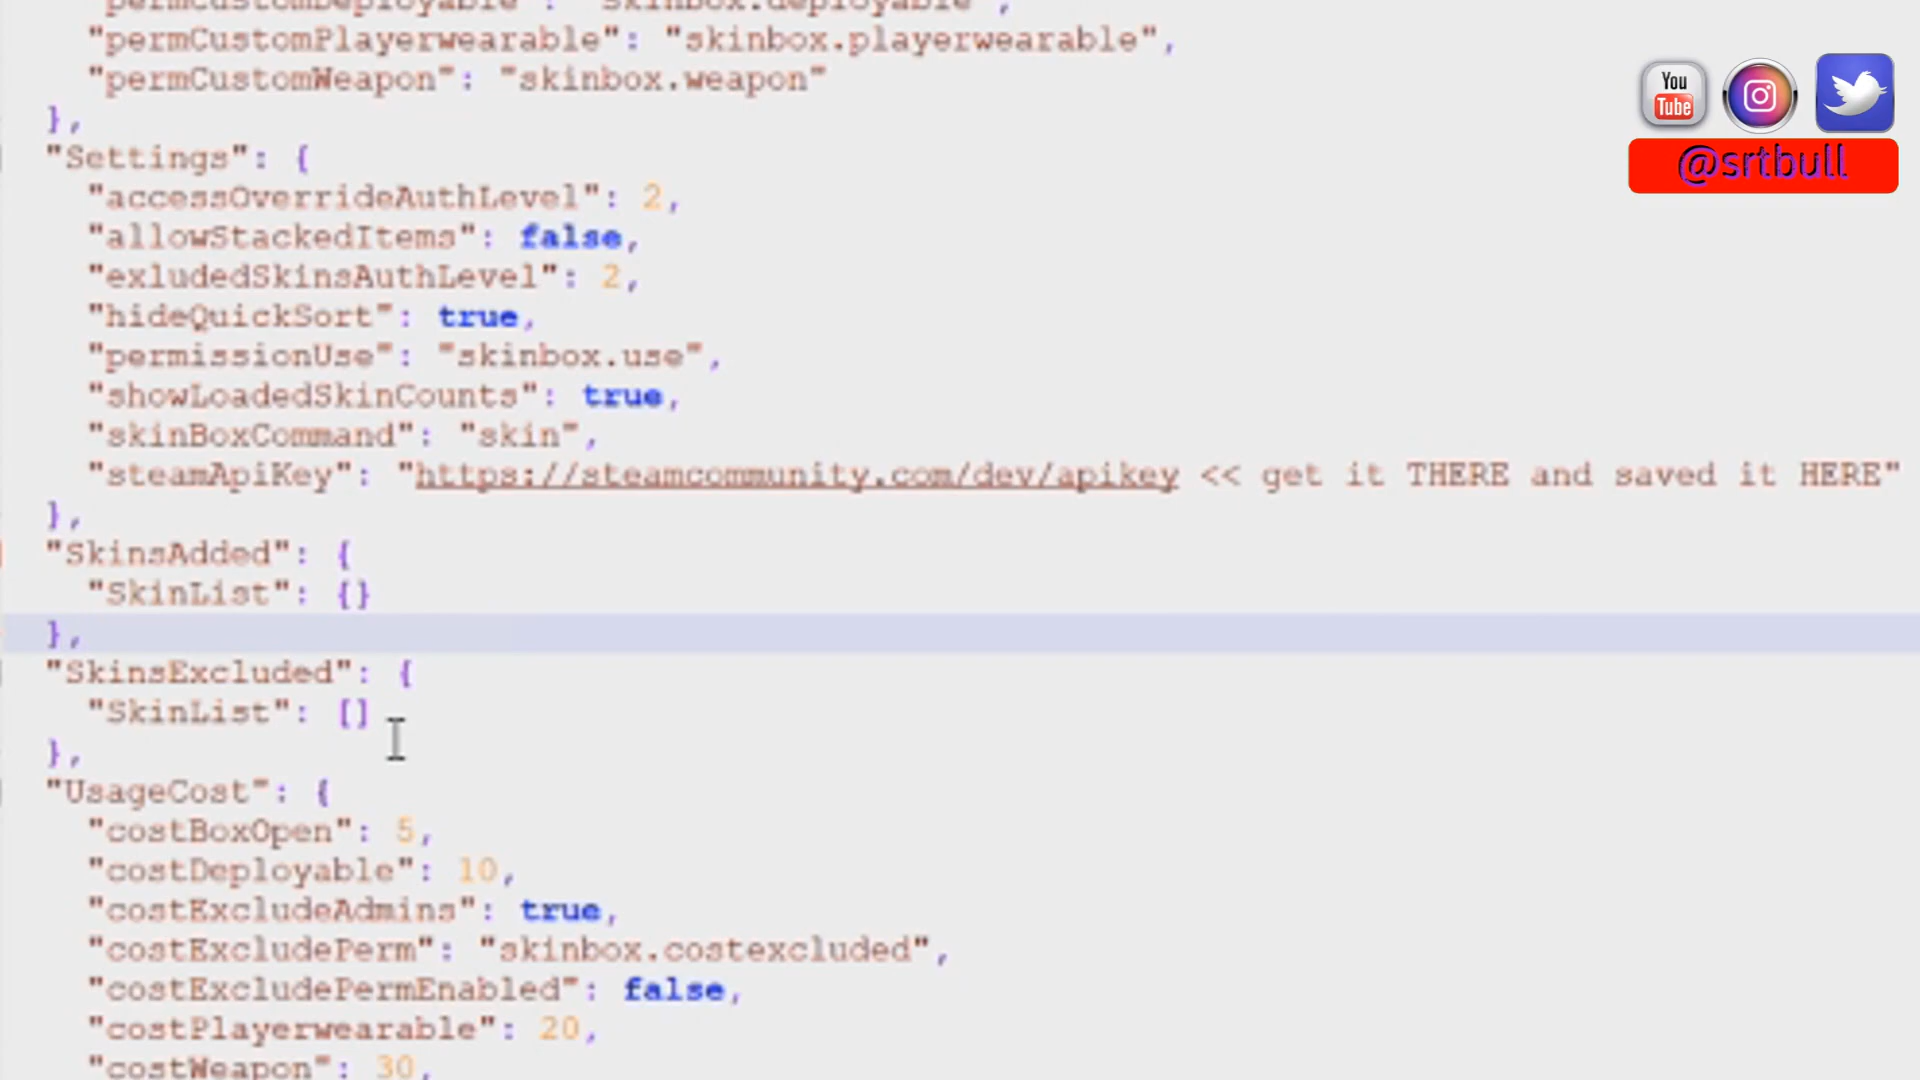 "permCustomDeployable": "skinbox.deployable",
"permCustomPlayerwearable": "skinbox.playerwearable",
"permCustomWeapon": "skinbox.weapon"
},
"Settings": {
"accessOverrideAuthLevel": 2,
"allowStackedItems": false,
"exludedSkinsAuthLevel": 2,
"hideQuickSort": true,
"permissionUse": "skinbox.use",
"showLoadedSkinCounts": true,
"skinBoxCommand": "skin",
"steamApiKey": "https://steamcommunity.com/dev/apikey << get it THERE and saved it HERE"
},
"SkinsAdded": {
"SkinList": {}
},
"SkinsExcluded": {
"SkinList": []
},
"UsageCost": {
"costBoxOpen": 5,
"costDeployable": 10,
"costExcludeAdmins": true,
"costExcludePerm": "skinbox.costexcluded",
"costExcludePermEnabled": false,
"costPlayerwearable": 20,
"costWeapon": 30,
You
Tube
@srtbull